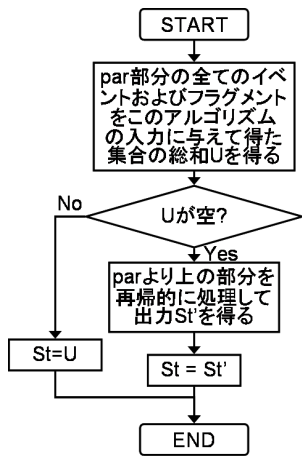 START
par部分の全てのイベ
ントおよびフラグメント
をこのアルゴリズム
の入力に与えて得た
集合の総和Uを得る
No
Uが空?
Yes
parより上の部分を
再帰的に処理して
出力St'を得る
St=U
St = St'
END